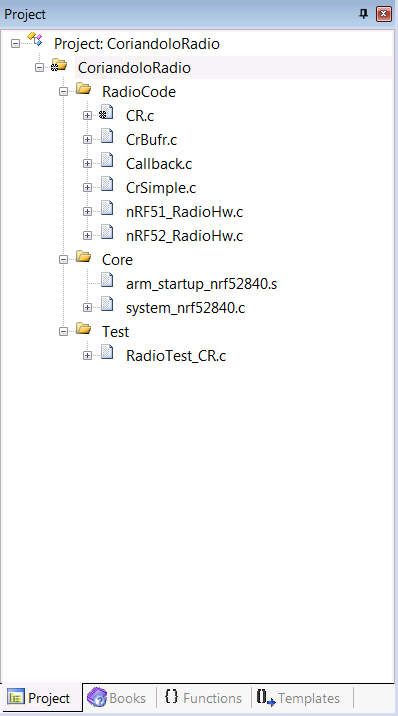 Project
Project: CoriandoloRadio
CoriandoloRadio
RadioCode
CR.c
CrBufr.c
Callback.c
CrSimple.c
nRF51_RadioHw.c
nRF52_RadioHw.c
Core
arm_startup_nrf52840.s
system_nrf52840.c
Test
RadioTest_CR.c
Project Books {} Functions 0 Templates